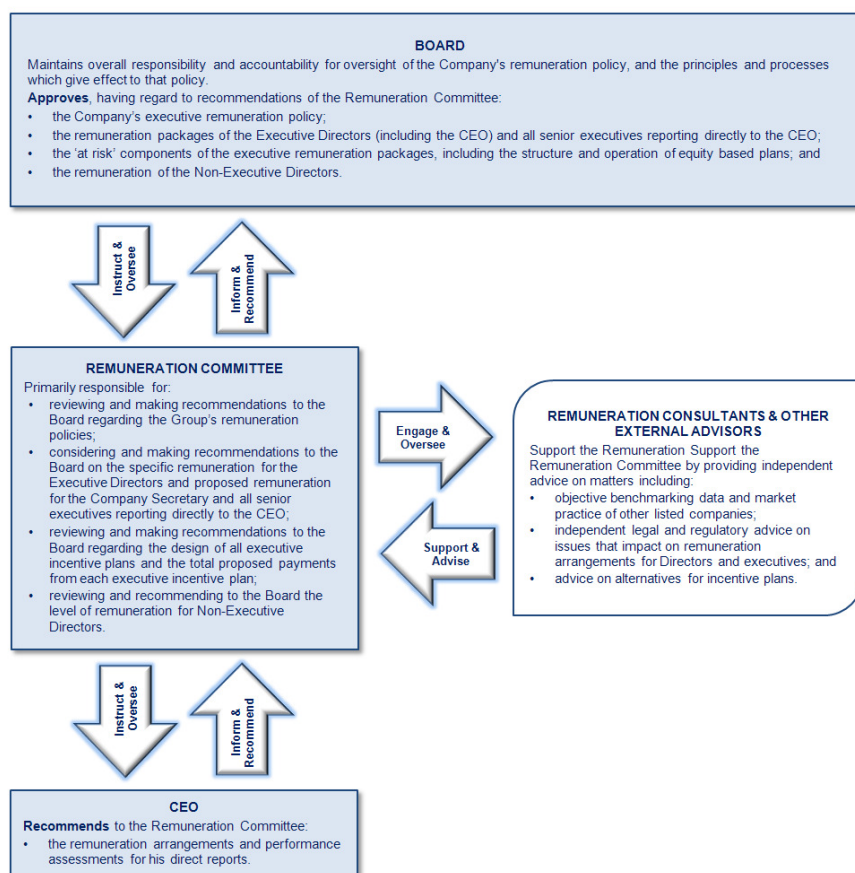 BOARD
Maintains overall responsibility and accountability for oversight of the Company's remuneration policy, and the principles and processes
which give effect to that policy.
Approves, having regard to recommendations of the Remuneration Committee:
• the Company's executive remuneration policy;
• the remuneration packages of the Executive Directors (including the CEO) and all senior executives reporting directly to the CEO;
• the 'at risk' components of the executive remuneration packages, including the structure and operation of equity based plans; and
• the remuneration of the Non-Executive Directors.
Instruct &
Oversee
Inform &
Recommend
REMUNERATION COMMITTEE
Primarily responsible for:
• reviewing and making recommendations to the
Board regarding the Group's remuneration
policies;
• considering and making recommendations to the
Board on the specific remuneration for the
Executive Directors and proposed remuneration
for the Company Secretary and all senior
executives reporting directly to the CEO;
• reviewing and making recommendations to the
Board regarding the design of all executive
incentive plans and the total proposed payments
from each executive incentive plan;
• reviewing and recommending to the Board the
level of remuneration for Non-Executive
Directors.
Engage &
Oversee
Support &
Advise
REMUNERATION CONSULTANTS & OTHER
EXTERNAL ADVISORS
Support the Remuneration Support the
Remuneration Committee by providing independent
advice on matters including:
• objective benchmarking data and market
practice of other listed companies;
• independent legal and regulatory advice on
issues that impact on remuneration
arrangements for Directors and executives; and
• advice on alternatives for incentive plans.
Instruct &
Oversee
Inform &
Recommend
CEO
Recommends to the Remuneration Committee:
• the remuneration arrangements and performance
assessments for his direct reports.